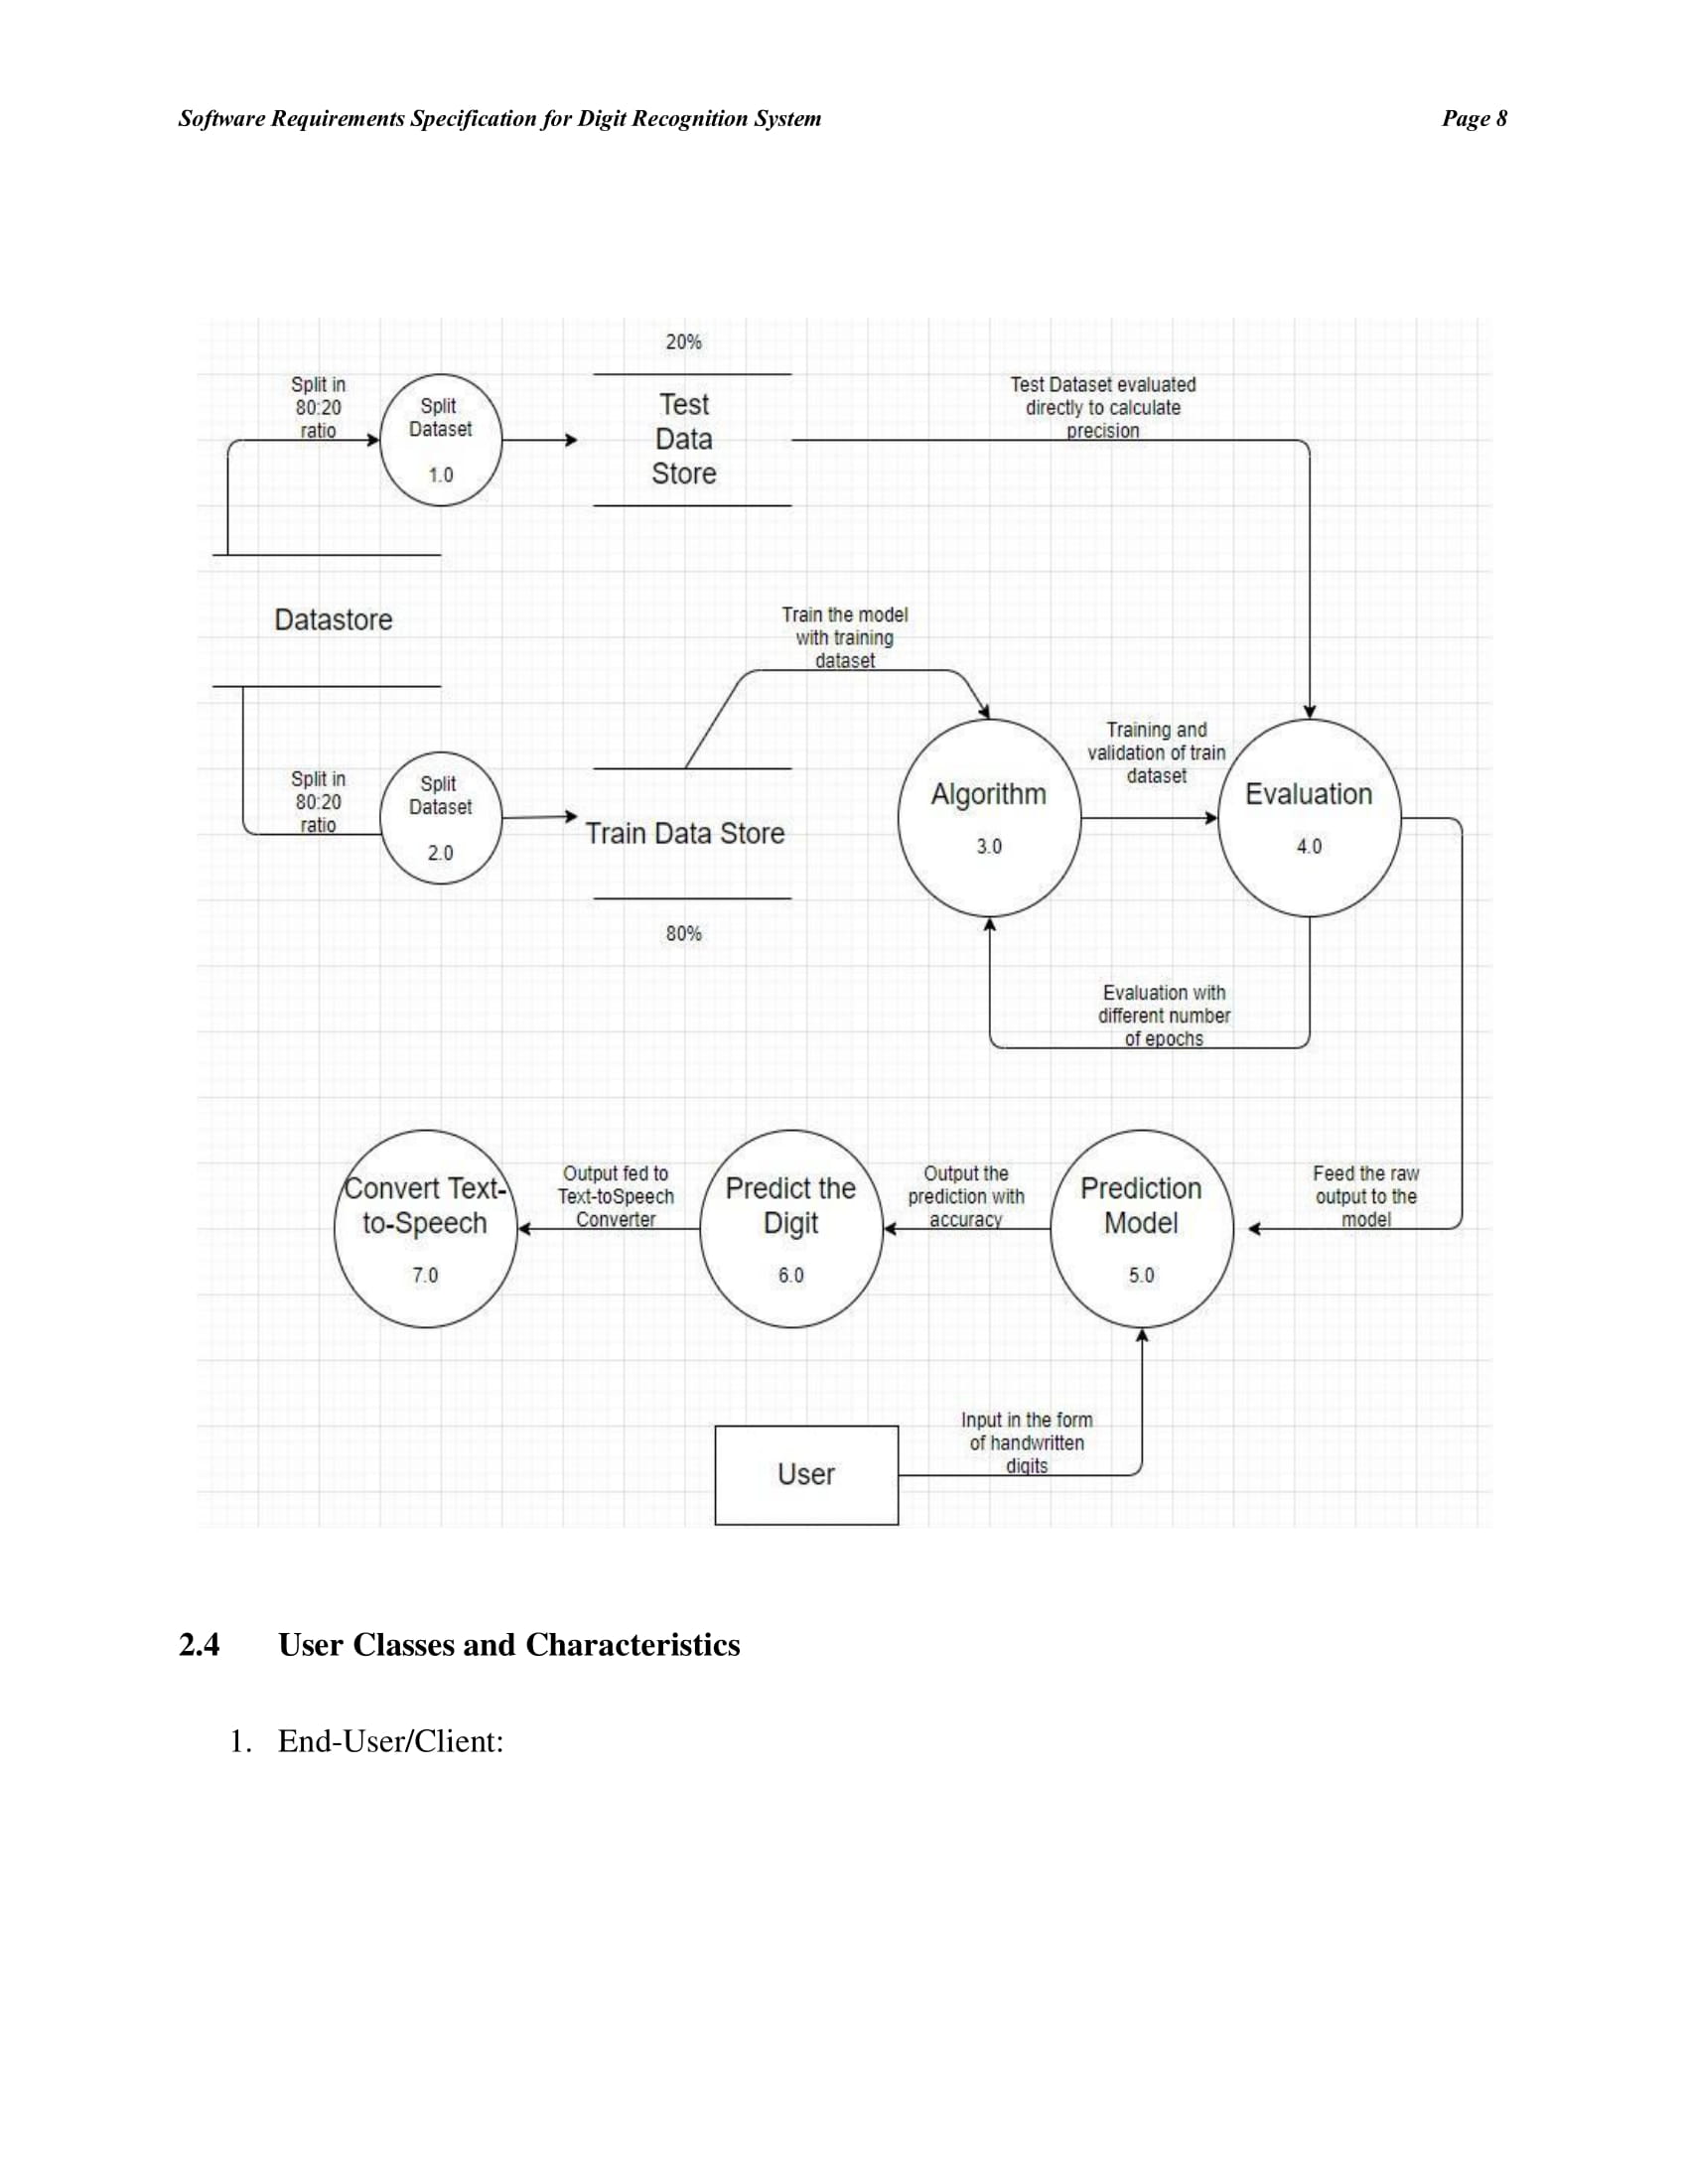 Software Requirements Specification for Digit Recognition System Page 8
20%
Split in
80:20
ratio
Split
Dataset
1.0
Test
Data
Store
Test Dataset evaluated
directly to calculate
precision
Datastore
Train the model
with training
dataset
Split in
80:20
ratio
Split
Dataset
2.0
Train Data Store
80%
Algorithm
3.0
Training and
validation of train
dataset
Evaluation
4.0
Evaluation with
different number
of epochs
Convert Text-
to-Speech
7.0
Output fed to
Text-toSpeech
Converter
Predict the
Digit
6.0
Output the
prediction with
accuracy
Prediction
Model
5.0
Feed the raw
output to the
model
User
Input in the form
of handwritten
digits
2.4 User Classes and Characteristics
1. End-User/Client: